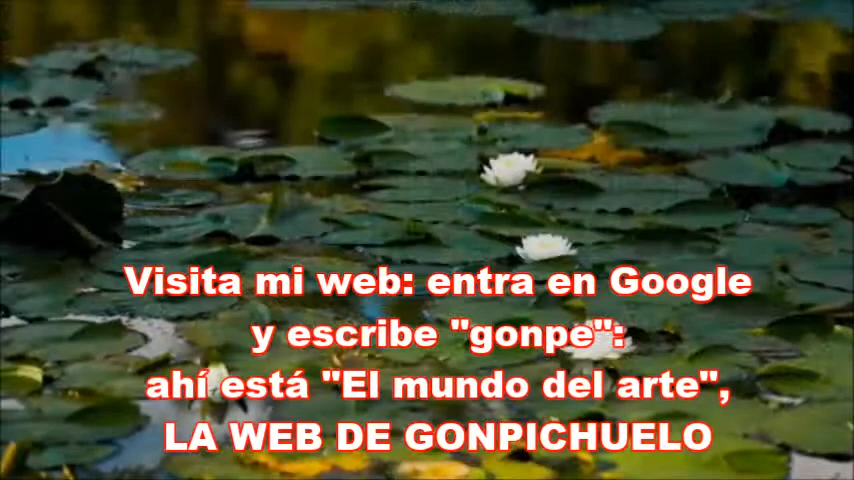 Visita mi web: entra en Google
y escribe "gonpe":
ahí está "El mundo del arte",
LA WEB DE GONPICHUELO